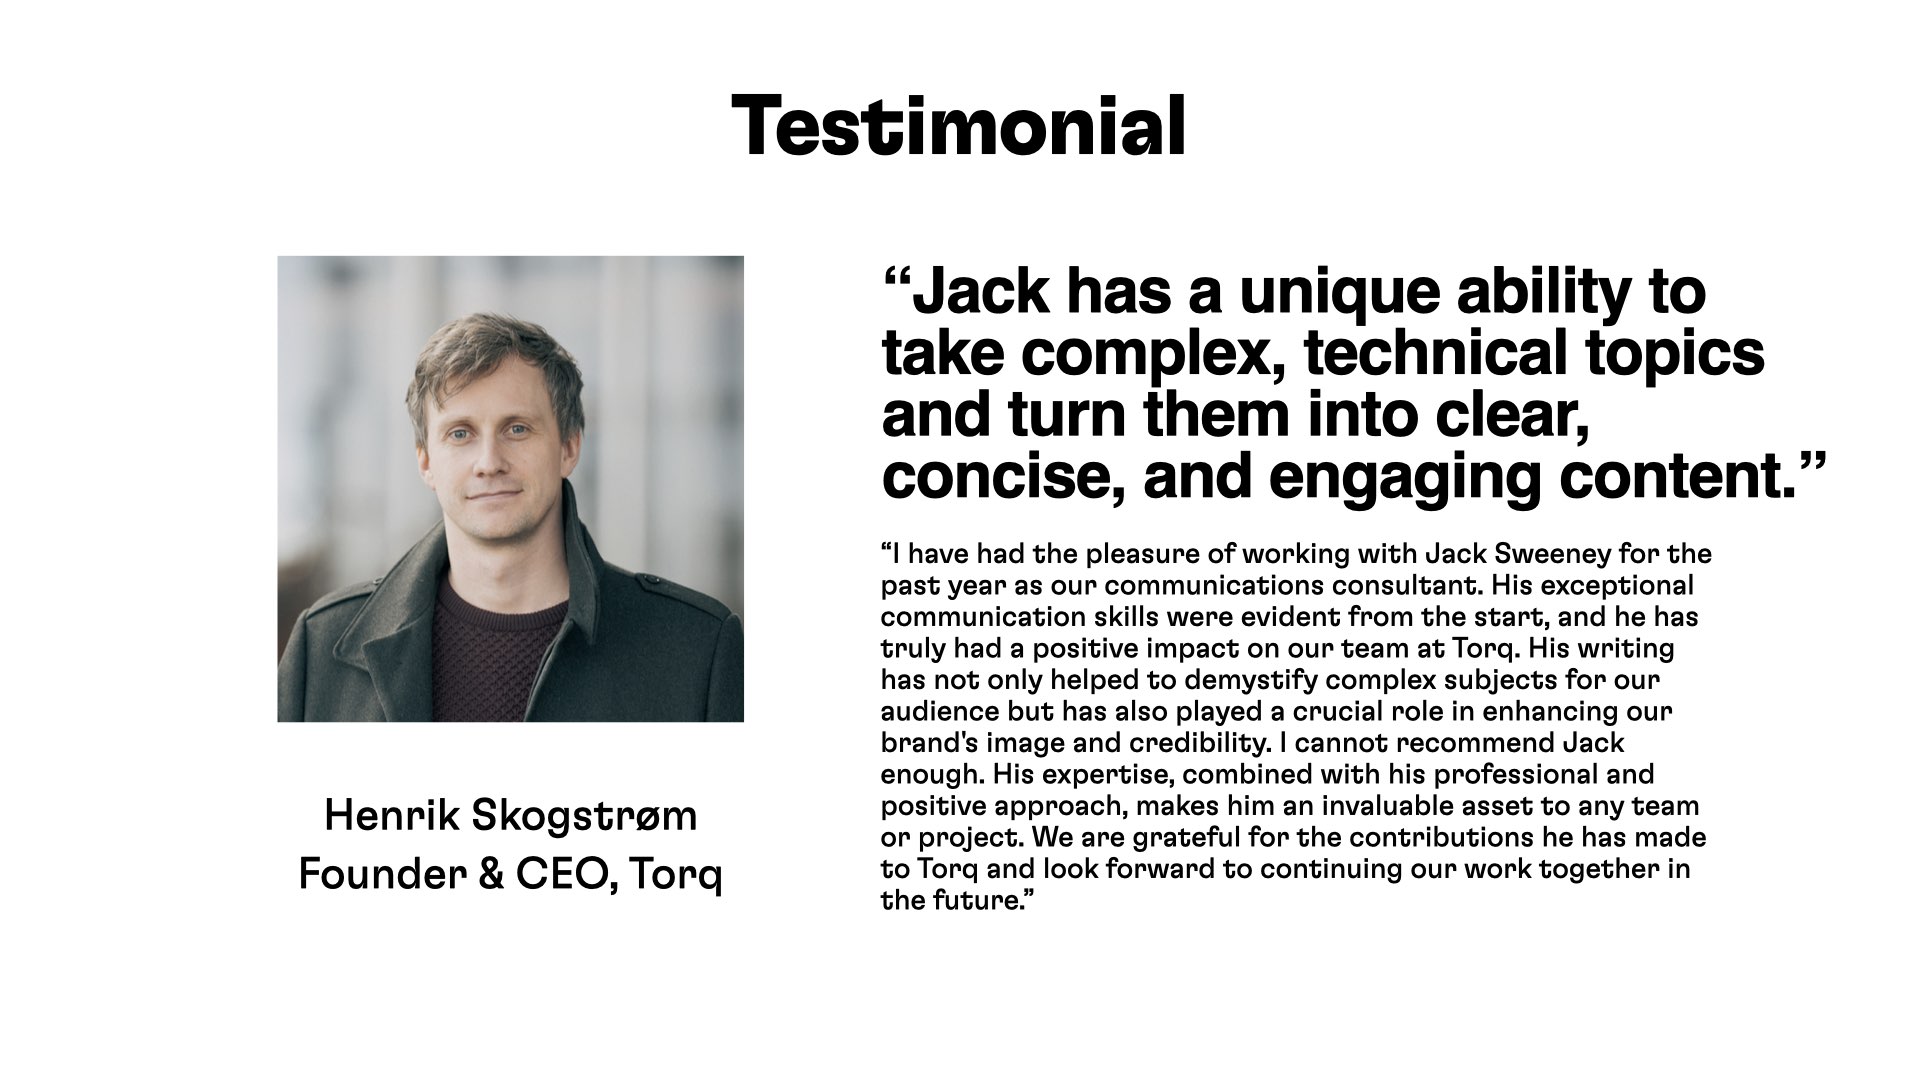 Testimonial
“Jack has a unique ability to
take complex, technical topics
and turn them into clear,
concise, and engaging content.”
“I have had the pleasure of working with Jack Sweeney for the
past year as our communications consultant. His exceptional
communication skills were evident from the start, and he has
truly had a positive impact on our team at Torq. His writing
has not only helped to demystify complex subjects for our
audience but has also played a crucial role in enhancing our
brand's image and credibility. I cannot recommend Jack
enough. His expertise, combined with his professional and
positive approach, makes him an invaluable asset to any team
or project. We are grateful for the contributions he has made
to Torq and look forward to continuing our work together in
the future.”
Henrik Skogstrøm
Founder & CEO, Torq